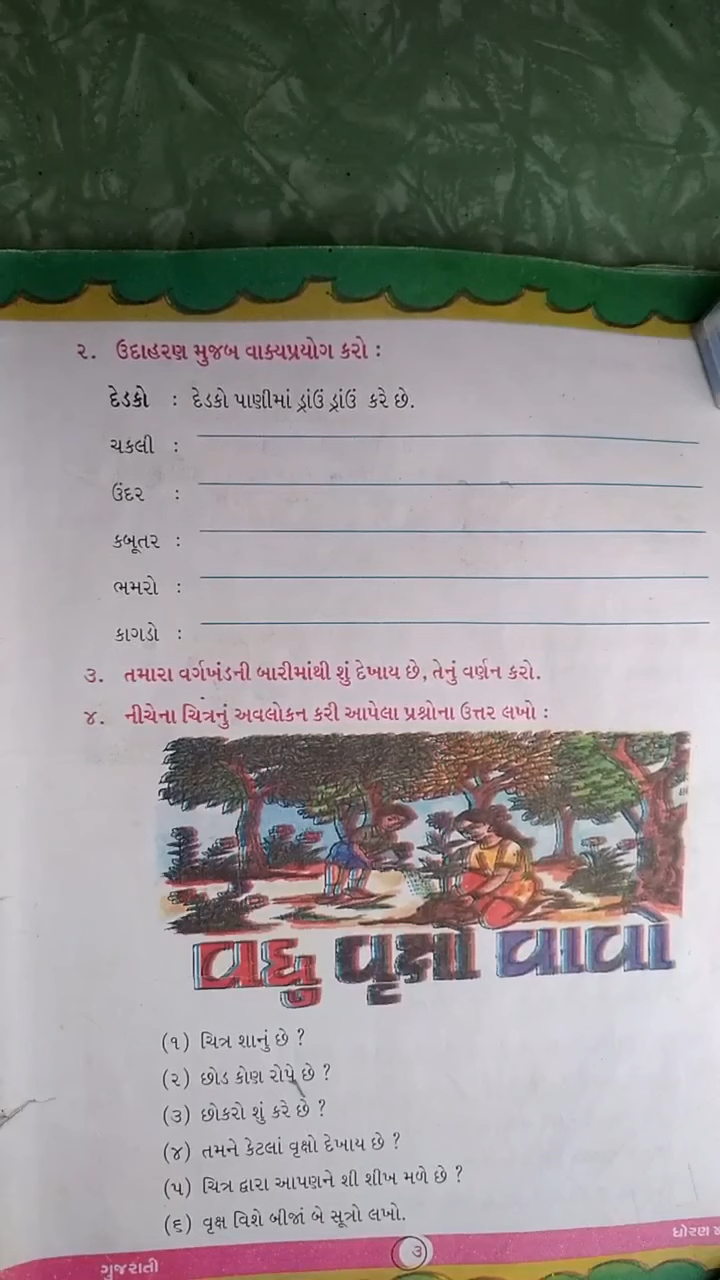 ૨. ઉદાહરણ મુજબ વાક્યપ્રયોગ કરો :
દેડકો : દેડકો પાણીમાં ડ્રાંઉં ડ્રાંઉં કરે છે.
ચકલી :
ઉંદર :
કબૂતર :
ભમરો :
કાગડો :
૩. તમારા વર્ગખંડની બારીમાંથી શું દેખાય છે, તેનું વર્ણન કરો.
૪. નીચેના ચિત્રનું અવલોકન કરી આપેલા પ્રશ્નોના ઉત્તર લખો :
વધુ વૃક્ષો વાવો
(૧) ચિત્ર શાનું છે ?
(૨) છોડ કોણ રોપે છે ?
(૩) છોકરો શું કરે છે ?
(૪) તમને કેટલાં વૃક્ષો દેખાય છે ?
(૫) ચિત્ર દ્વારા આપણને શી શીખ મળે છે ?
(૬) વૃક્ષ વિશે બીજાં બે સૂત્રો લખો.
ગુજરાતી ૩ ધોરણ ૪